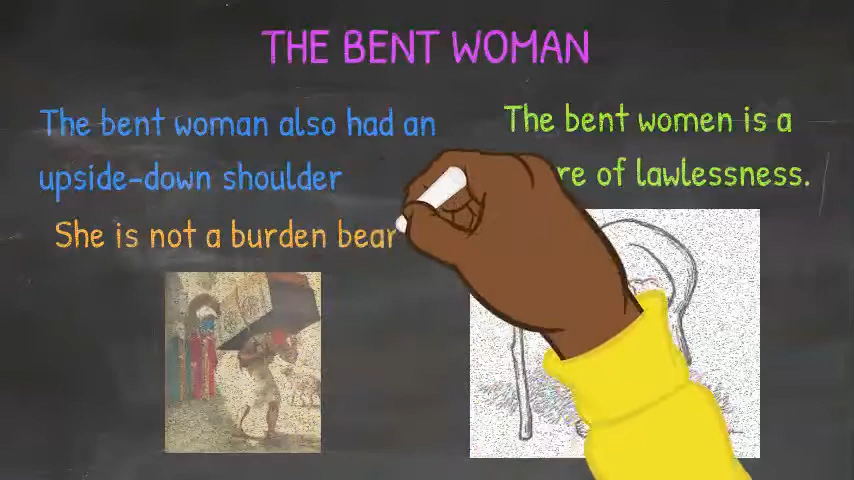 THE BENT WOMAN
The bent woman also had an
upside-down shoulder
She is not a burden bear
The bent women is a
re of lawlessness.